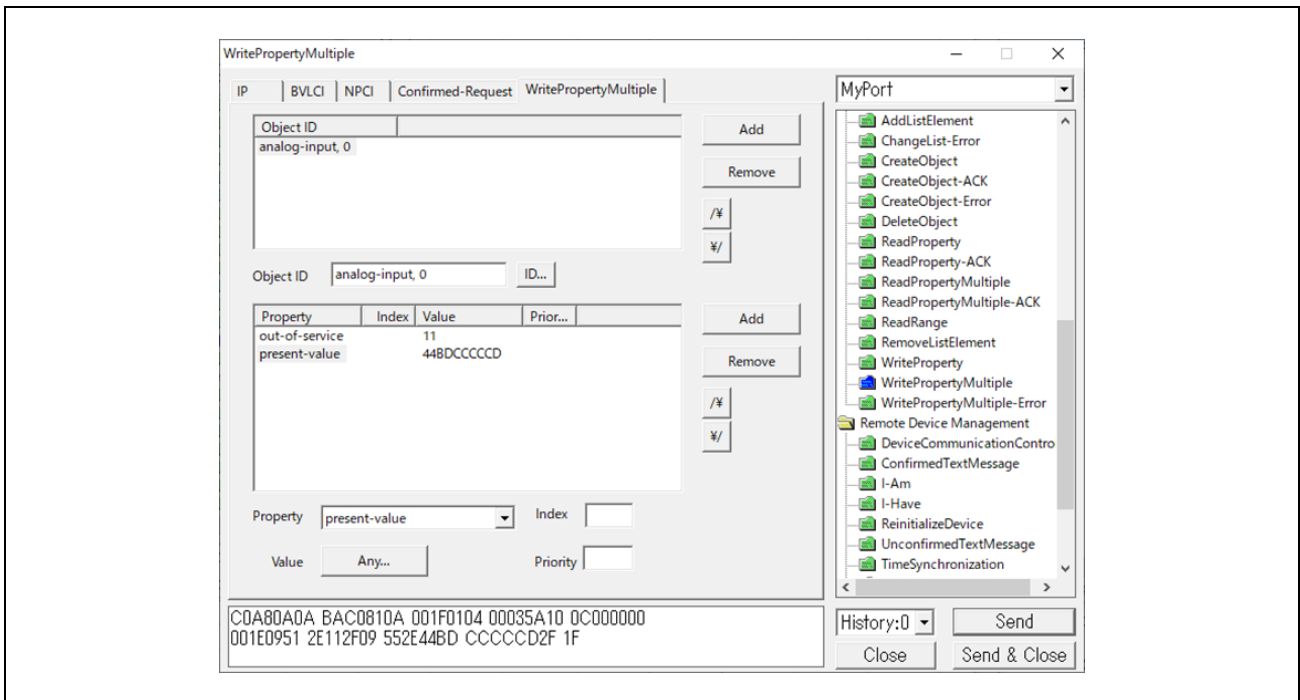 WritePropertyMultiple
IP BVLCI NPCI Confirmed-Request WritePropertyMultiple
Object ID
analog-input, 0
Add
Remove
/¥
¥/
Object ID analog-input, 0 ID...
Property Index Value Prior...
out-of-service 11
present-value 44BDCCCCCD
Add
Remove
/¥
¥/
Property present-value Index
Value Any... Priority
C0A80A0A BAC0810A 001F0104 00035A10 0C000000
001E0951 2E112F09 552E44BD CCCCCD2F 1F
MyPort
AddListElement
ChangeList-Error
CreateObject
CreateObject-ACK
CreateObject-Error
DeleteObject
ReadProperty
ReadProperty-ACK
ReadPropertyMultiple
ReadPropertyMultiple-ACK
ReadRange
RemoveListElement
WriteProperty
WritePropertyMultiple
WritePropertyMultiple-Error
Remote Device Management
DeviceCommunicationContro
ConfirmedTextMessage
I-Am
I-Have
ReinitializeDevice
UnconfirmedTextMessage
TimeSynchronization
History:0 Send
Close Send & Close